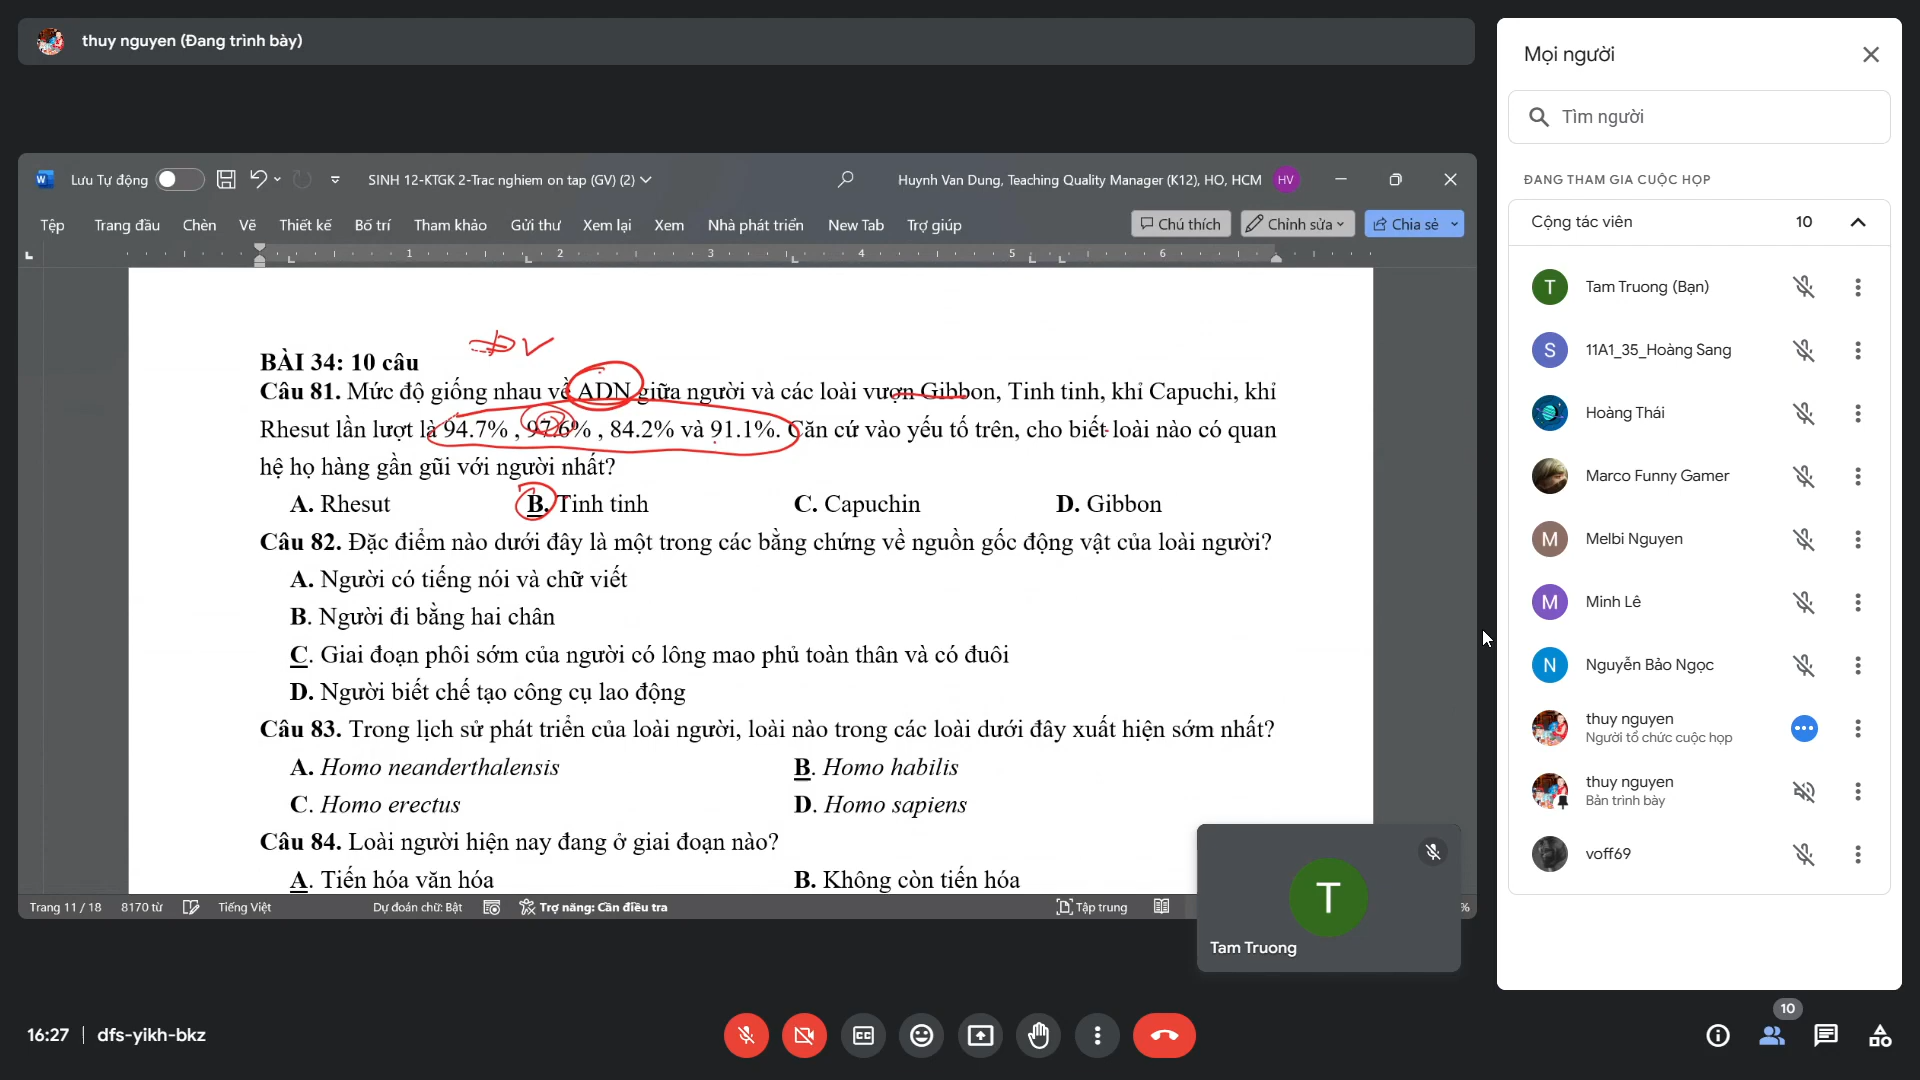 thuy nguyen (Đang trình bày)
Lưu Tự động
SINH 12-KTGK 2-Trac nghiem on tap (GV) (2)
Huynh Van Dung, Teaching Quality Manager (K12), HO, HCM
HV
Tệp Trang đầu Chèn Vẽ Thiết kế Bố trí Tham khảo Gửi thư Xem lại Xem Nhà phát triển New Tab Trợ giúp
Chú thích Chỉnh sửa Chia sẻ
1 2 3 4 5 6
BÀI 34: 10 câu
Câu 81. Mức độ giống nhau về ADN giữa người và các loài vượn Gibbon, Tinh tinh, khỉ Capuchi, khỉ
Rhesut lần lượt là 94.7% , 97.6% , 84.2% và 91.1%. Căn cứ vào yếu tố trên, cho biết loài nào có quan
hệ họ hàng gần gũi với người nhất?
A. Rhesut B. Tinh tinh C. Capuchin D. Gibbon
Câu 82. Đặc điểm nào dưới đây là một trong các bằng chứng về nguồn gốc động vật của loài người?
A. Người có tiếng nói và chữ viết
B. Người đi bằng hai chân
C. Giai đoạn phôi sớm của người có lông mao phủ toàn thân và có đuôi
D. Người biết chế tạo công cụ lao động
Câu 83. Trong lịch sử phát triển của loài người, loài nào trong các loài dưới đây xuất hiện sớm nhất?
A. Homo neanderthalensis B. Homo habilis
C. Homo erectus D. Homo sapiens
Câu 84. Loài người hiện nay đang ở giai đoạn nào?
A. Tiến hóa văn hóa B. Không còn tiến hóa
Trang 11 / 18 8170 từ Tiếng Việt Dự đoán chữ: Bật Trợ năng: Cần điều tra Tập trung %
T
Tam Truong
16:27 dfs-yikh-bkz
Mọi người
Tìm người
ĐANG THAM GIA CUỘC HỌP
Cộng tác viên 10
T Tam Truong (Bạn)
S 11A1_35_Hoàng Sang
Hoàng Thái
Marco Funny Gamer
M Melbi Nguyen
M Minh Lê
N Nguyễn Bảo Ngọc
thuy nguyen
Người tổ chức cuộc họp
thuy nguyen
Bản trình bày
voff69
10